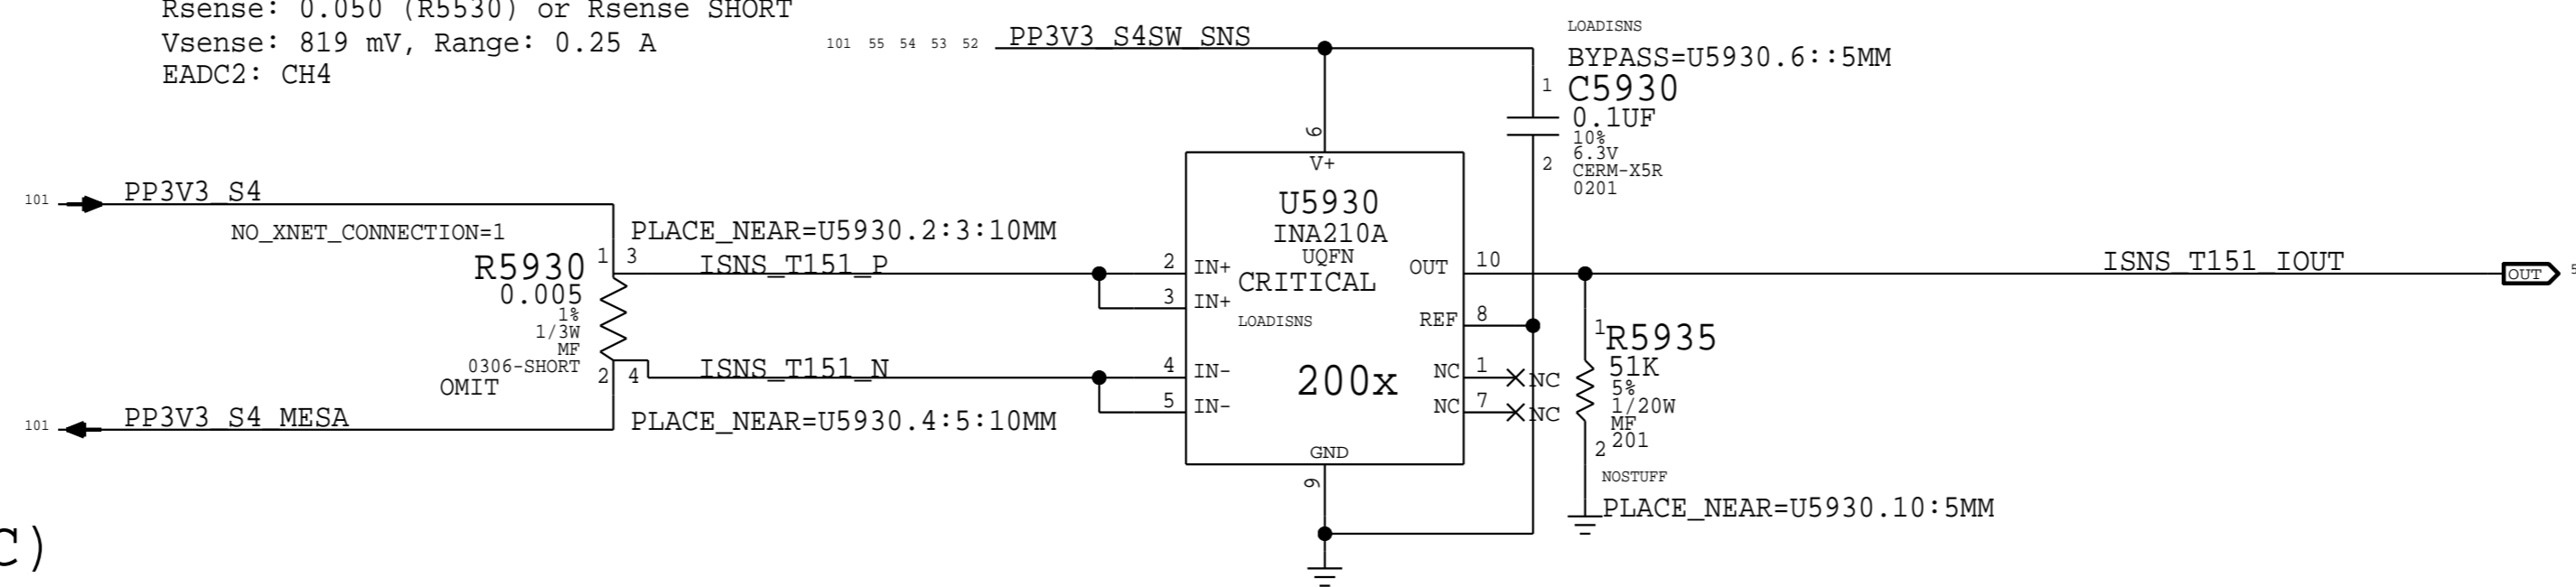 Rsense: 0.050 (R5530) or Rsense SHORT
Vsense: 819 mV, Range: 0.25 A
EADC2: CH4
101 55 54 53 52 PP3V3_S4SW_SNS
LOADISNS
BYPASS=U5930.6::5MM
1 C5930
0.1UF
10%
6.3V
2 CERM-X5R
0201
6
V+
101 PP3V3_S4
NO_XNET_CONNECTION=1
PLACE_NEAR=U5930.2:3:10MM
R5930 1 3
0.005
1%
1/3W
MF
0306-SHORT
OMIT
2 4
ISNS_T151_P
ISNS_T151_N
101 PP3V3_S4_MESA
PLACE_NEAR=U5930.4:5:10MM
U5930
INA210A
UQFN
CRITICAL
LOADISNS
200x
2 IN+
3 IN+
4 IN-
5 IN-
OUT 10
REF 8
NC 1 NC
NC 7 NC
GND
9
ISNS_T151_IOUT
OUT 5
1 R5935
51K
5%
1/20W
MF
2 201
NOSTUFF
PLACE_NEAR=U5930.10:5MM
C)